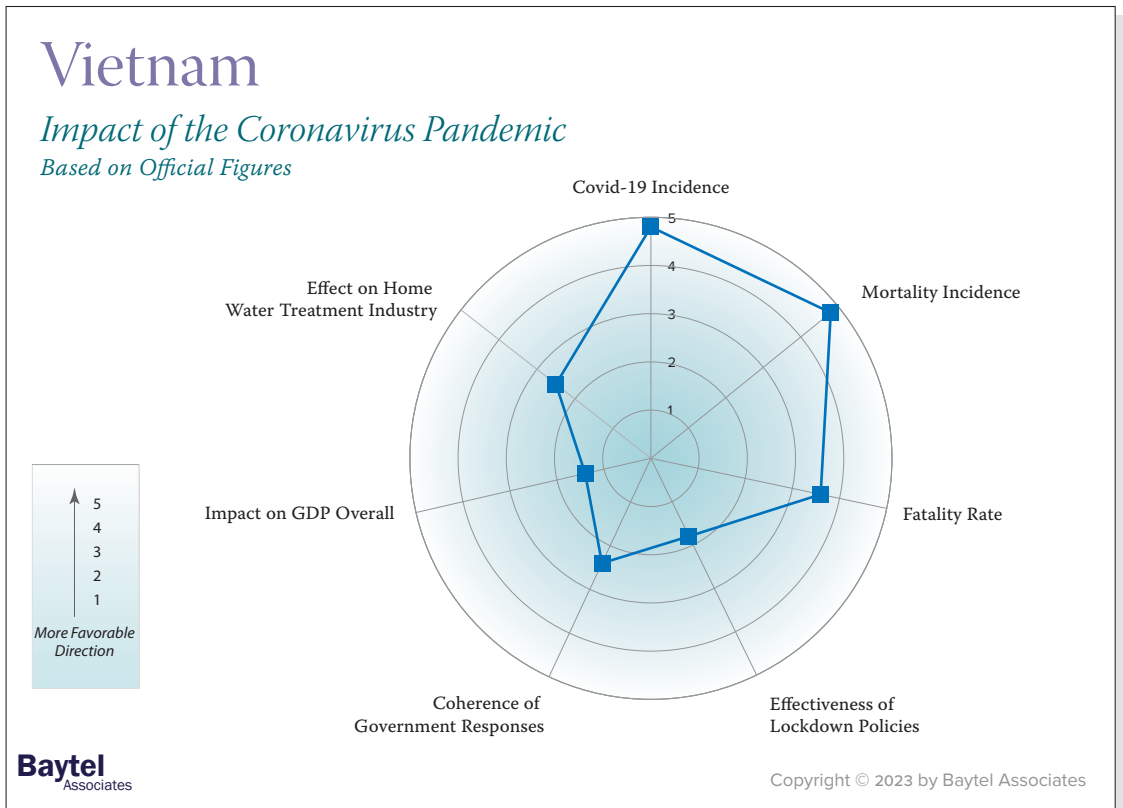 Vietnam
Impact of the Coronavirus Pandemic
Based on Official Figures
Covid-19 Incidence
5
4
3
2
1
Mortality Incidence
Fatality Rate
Effectiveness of
Lockdown Policies
Coherence of
Government Responses
Impact on GDP Overall
Effect on Home
Water Treatment Industry
5
4
3
2
1
More Favorable
Direction
Baytel
Associates
Copyright © 2023 by Baytel Associates